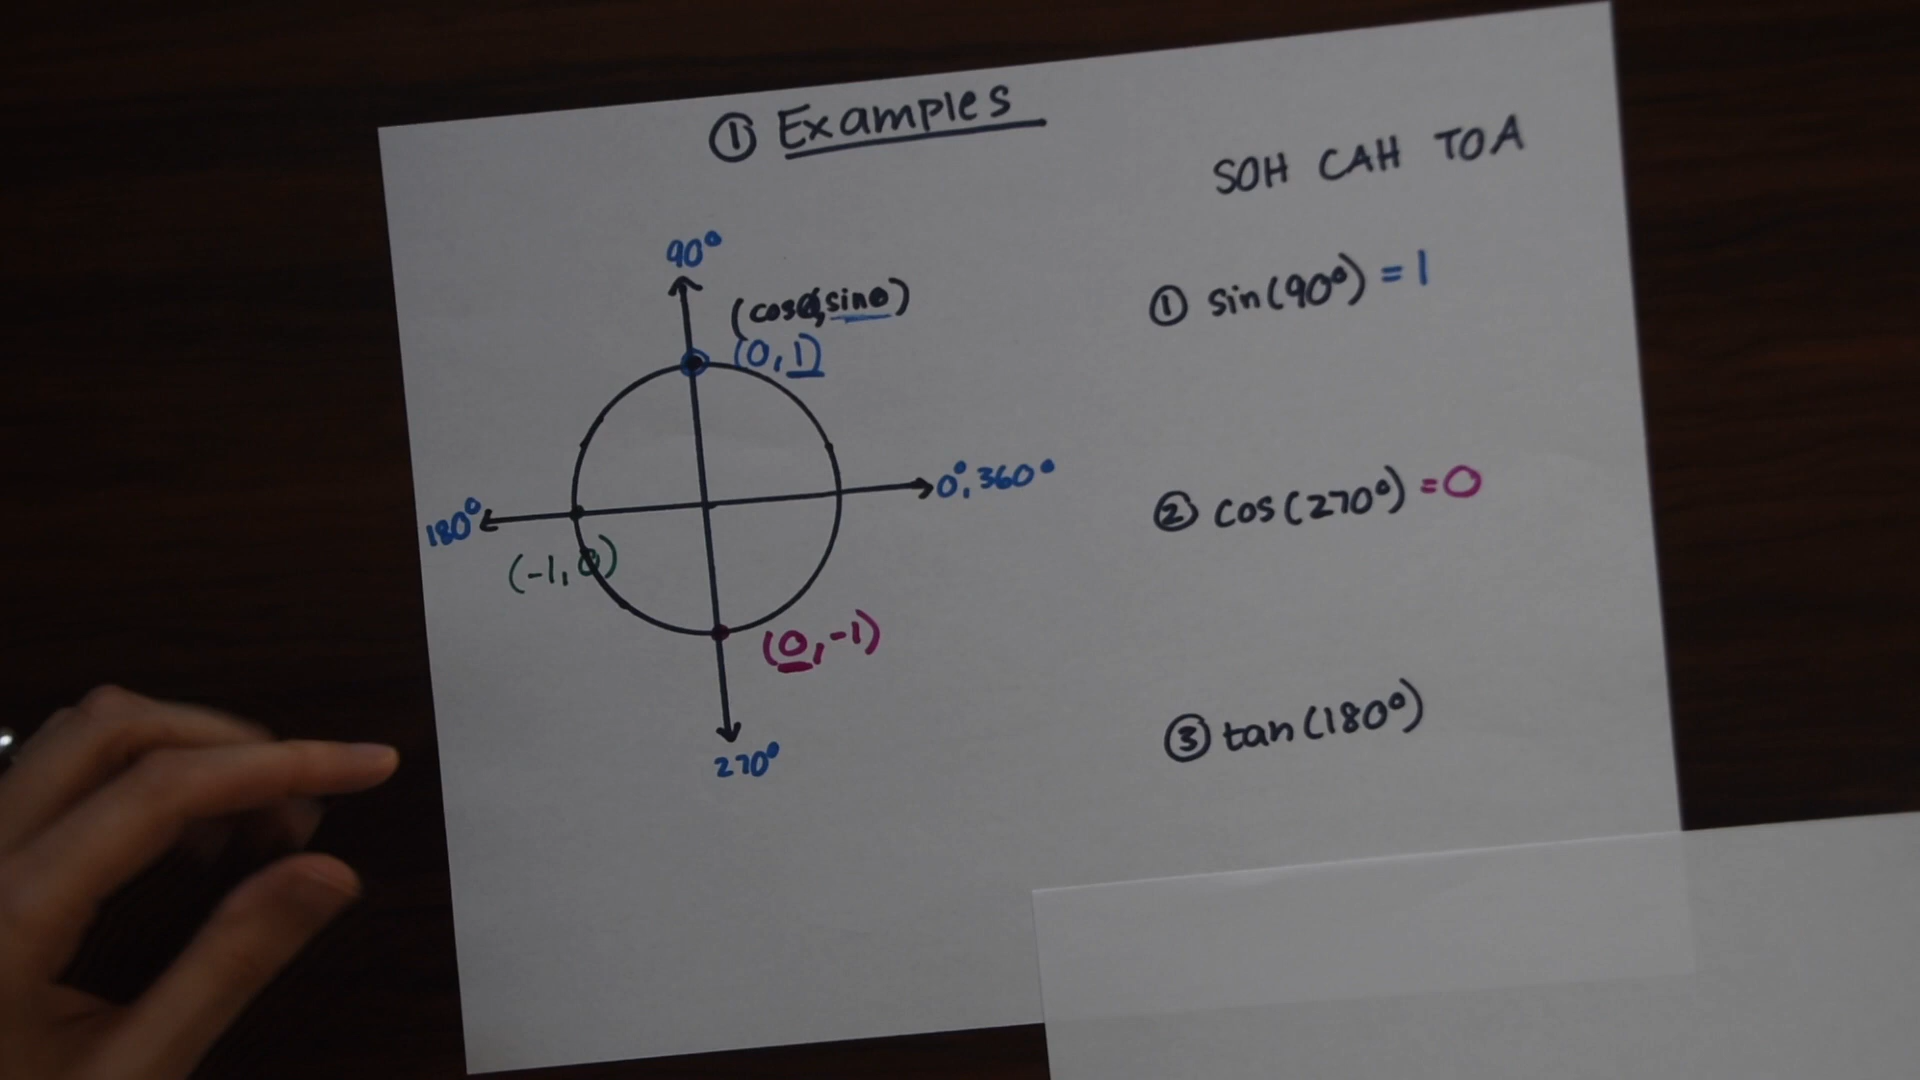 ① Examples
SOH CAH TOA
90°
(cosθ, sinθ)
(0, 1)
① sin(90°) = 1
0°, 360°
180°
(-1, 0)
② cos(270°) = 0
(0, -1)
270°
③ tan(180°)